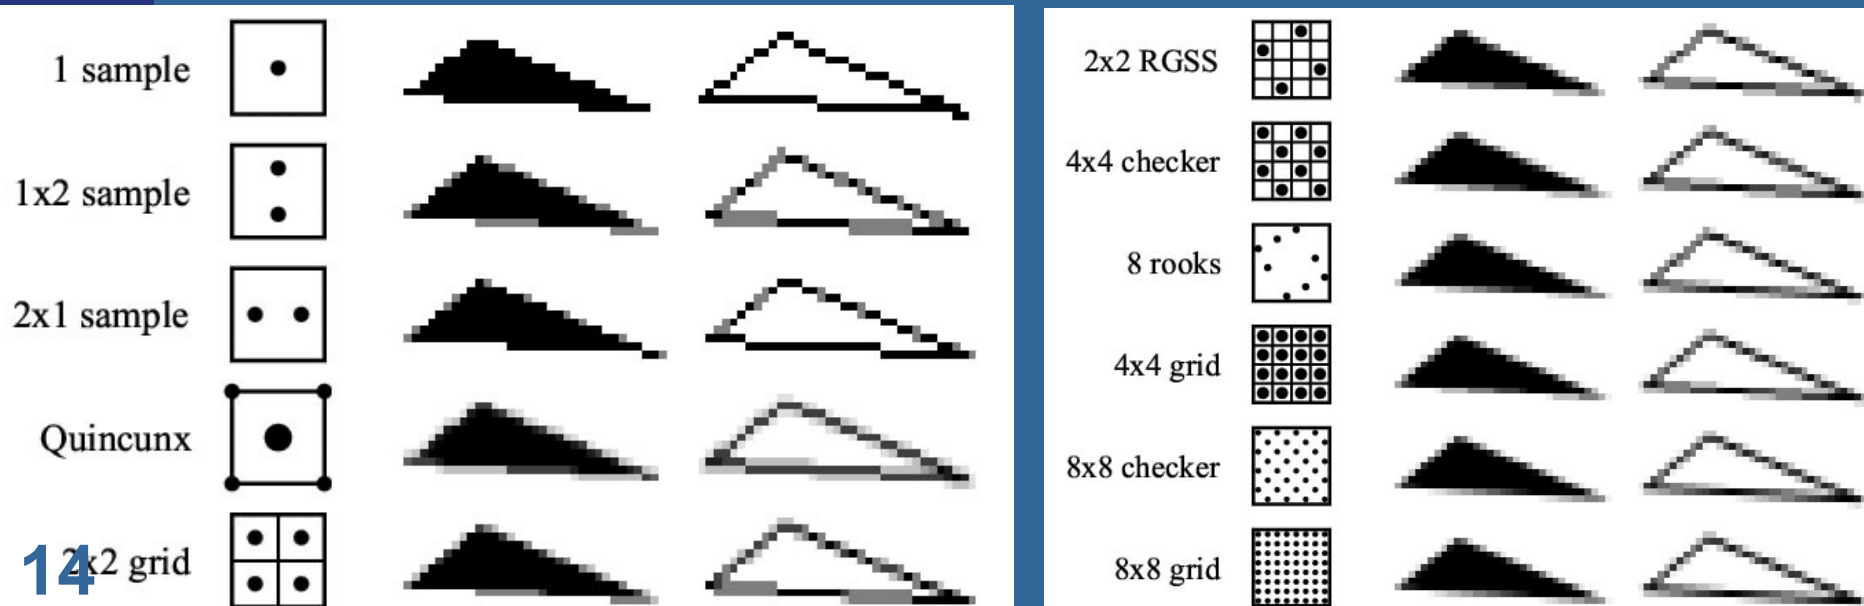 1 sample
1x2 sample
2x1 sample
Quincunx
2x2 grid
14
2x2 RGSS
4x4 checker
8 rooks
4x4 grid
8x8 checker
8x8 grid